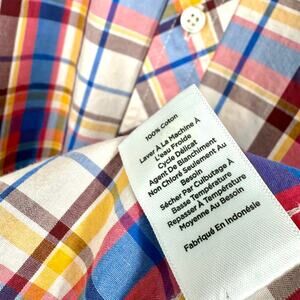 100% Coton
Laver À La Machine À
L'eau Froide
Cycle Délicat
Agent De Blanchiment
Non Chloré Seulement Au
Besoin
Sécher Par Culbutage À
Basse Température
Repasser À Température
Moyenne Au Besoin
Fabriqué En Indonésie